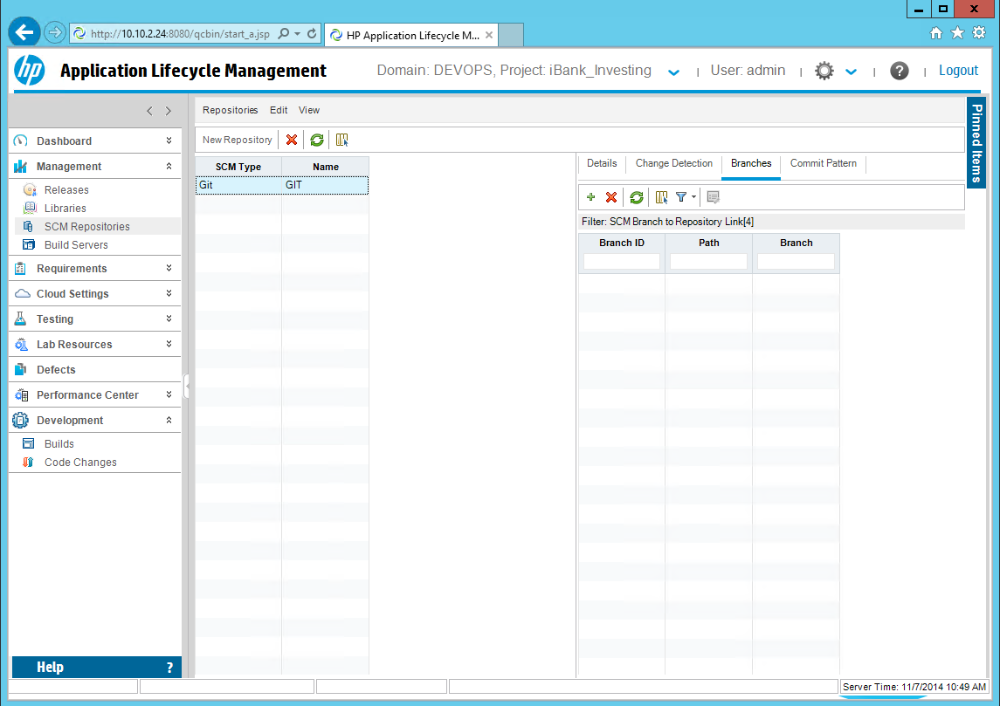 http://10.10.2.24:8080/qcbin/start_a.jsp
HP Application Lifecycle M...
hp
Application Lifecycle Management
Domain: DEVOPS, Project: iBank_Investing
User: admin
Logout
Repositories Edit View
Pinned Items
New Repository
Dashboard
Management
Releases
Libraries
SCM Repositories
Build Servers
Requirements
Cloud Settings
Testing
Lab Resources
Defects
Performance Center
Development
Builds
Code Changes
Help ?
SCM Type Name
Git GIT
Details Change Detection Branches Commit Pattern
Filter: SCM Branch to Repository Link[4]
Branch ID Path Branch
Server Time: 11/7/2014 10:49 AM